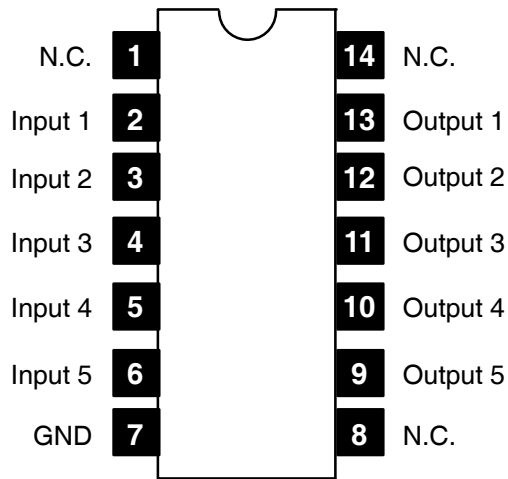 N.C. 1 14 N.C.
Input 1 2 13 Output 1
Input 2 3 12 Output 2
Input 3 4 11 Output 3
Input 4 5 10 Output 4
Input 5 6 9 Output 5
GND 7 8 N.C.